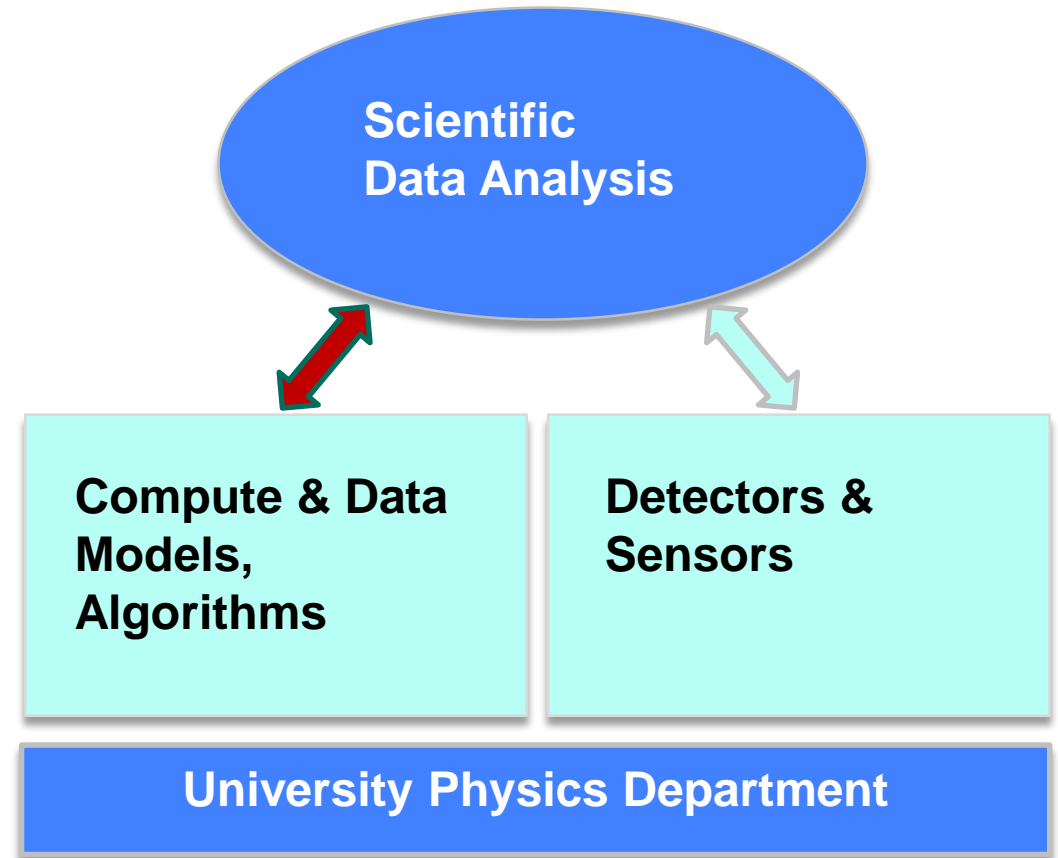 Scientific
Data Analysis
Compute & Data
Models,
Algorithms
Detectors &
Sensors
University Physics Department